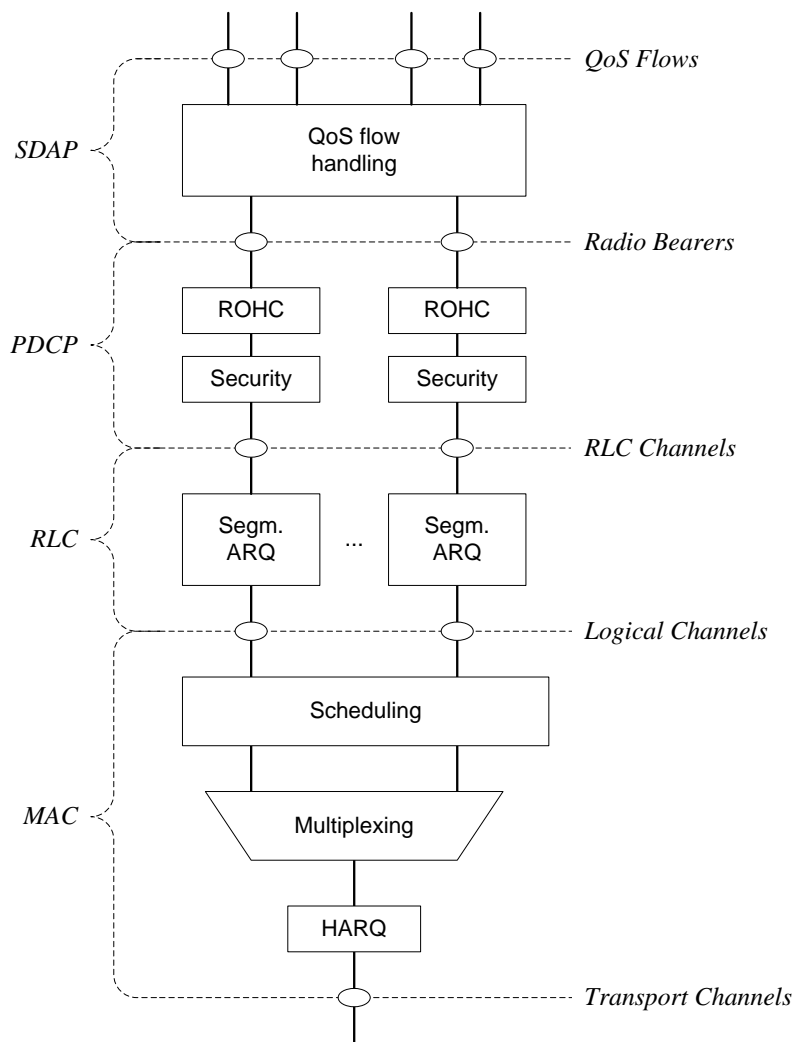 QoS Flows
QoS flow
handling
SDAP
Radio Bearers
ROHC
ROHC
PDCP
Security
Security
RLC Channels
Segm.
ARQ
...
Segm.
ARQ
RLC
Logical Channels
Scheduling
MAC
Multiplexing
HARQ
Transport Channels